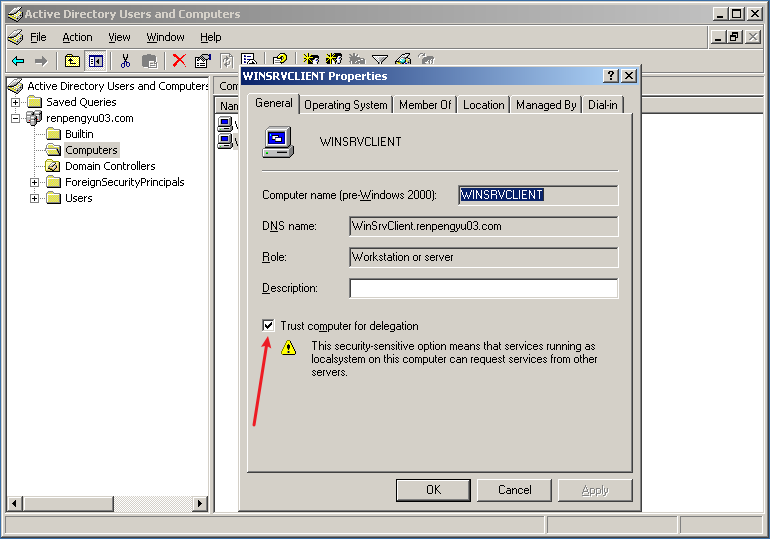 Active Directory Users and Computers
File Action View Window Help
Active Directory Users and Computers
Saved Queries
renpengyu03.com
Builtin
Computers
Domain Controllers
ForeignSecurityPrincipals
Users
WINSRVCLIENT Properties
General Operating System Member Of Location Managed By Dial-in
WINSRVCLIENT
Computer name (pre-Windows 2000): WINSRVCLIENT
DNS name: WinSrvClient.renpengyu03.com
Role: Workstation or server
Description:
Trust computer for delegation
This security-sensitive option means that services running as
localsystem on this computer can request services from other
servers.
OK Cancel Apply